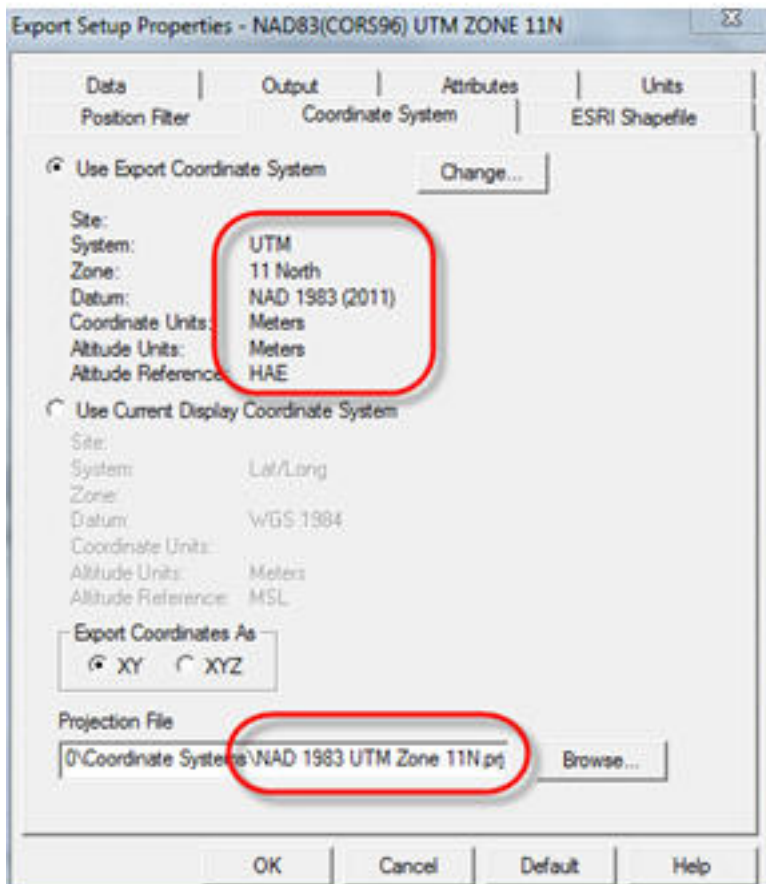 Export Setup Properties - NAD83(CORS96) UTM ZONE 11N
Data Output Attributes Units
Position Filter Coordinate System ESRI Shapefile
Use Export Coordinate System Change...
Site:
System: UTM
Zone: 11 North
Datum: NAD 1983 (2011)
Coordinate Units: Meters
Altitude Units: Meters
Altitude Reference: HAE
Use Current Display Coordinate System
Site:
System: Lat/Long
Zone:
Datum: WGS 1984
Coordinate Units:
Altitude Units: Meters
Altitude Reference: MSL
Export Coordinates As
XY XYZ
Projection File
0\Coordinate Systems\NAD 1983 UTM Zone 11N.prj Browse...
OK Cancel Default Help